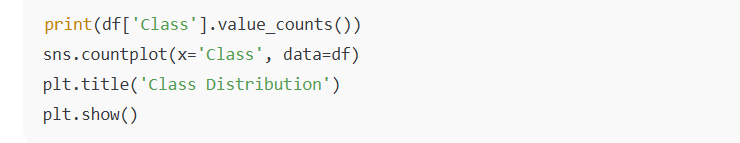 print(df['Class'].value_counts())
sns.countplot(x='Class', data=df)
plt.title('Class Distribution')
plt.show()